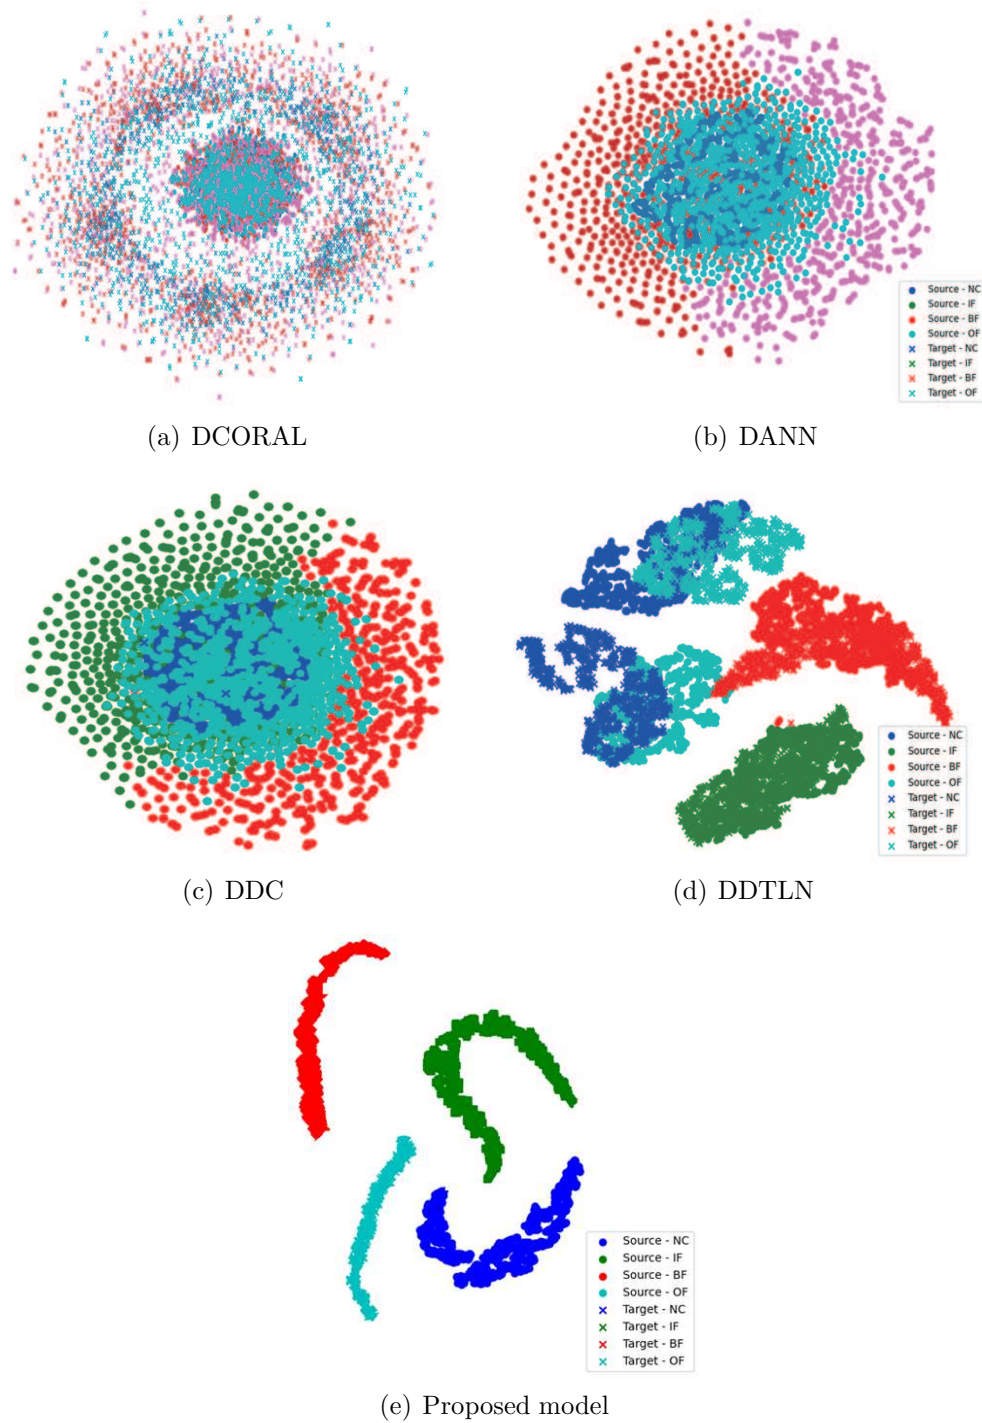 Source - NC
Source - IF
Source - BF
Source - OF
Target - NC
Target - IF
Target - BF
Target - OF
(a) DCORAL
(b) DANN
Source - NC
Source - IF
Source - BF
Source - OF
Target - NC
Target - IF
Target - BF
Target - OF
(c) DDC
(d) DDTLN
Source - NC
Source - IF
Source - BF
Source - OF
Target - NC
Target - IF
Target - BF
Target - OF
(e) Proposed model